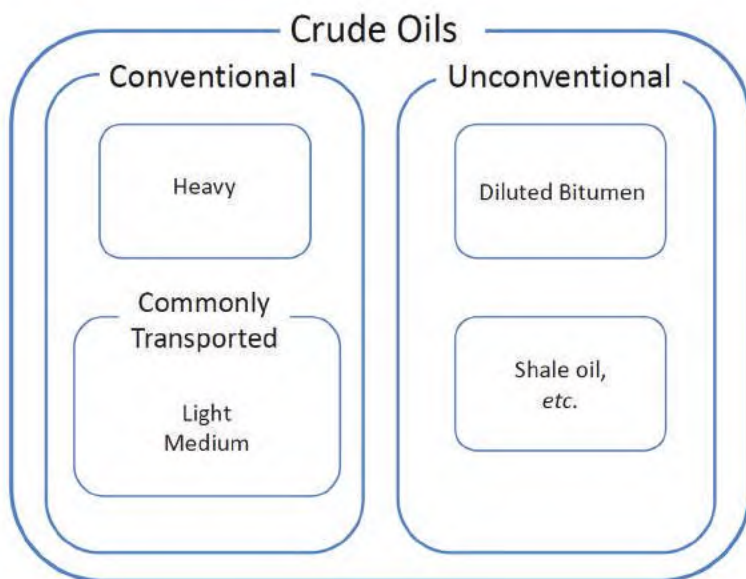 Crude Oils
Conventional
Heavy
Commonly
Transported
Light
Medium
Unconventional
Diluted Bitumen
Shale oil,
etc.